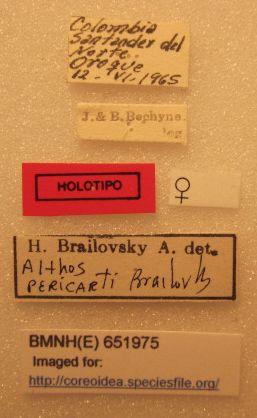 Colombia
Santander del
Norte.
Oroque
12-VI-1965
J. & B. Bechyne.
leg
HOLOTIPO
♀
H. Brailovsky A. det.
Althos
PERICARTI Brailovsky
BMNH(E) 651975
Imaged for:
http://coreoidea.speciesfile.org/